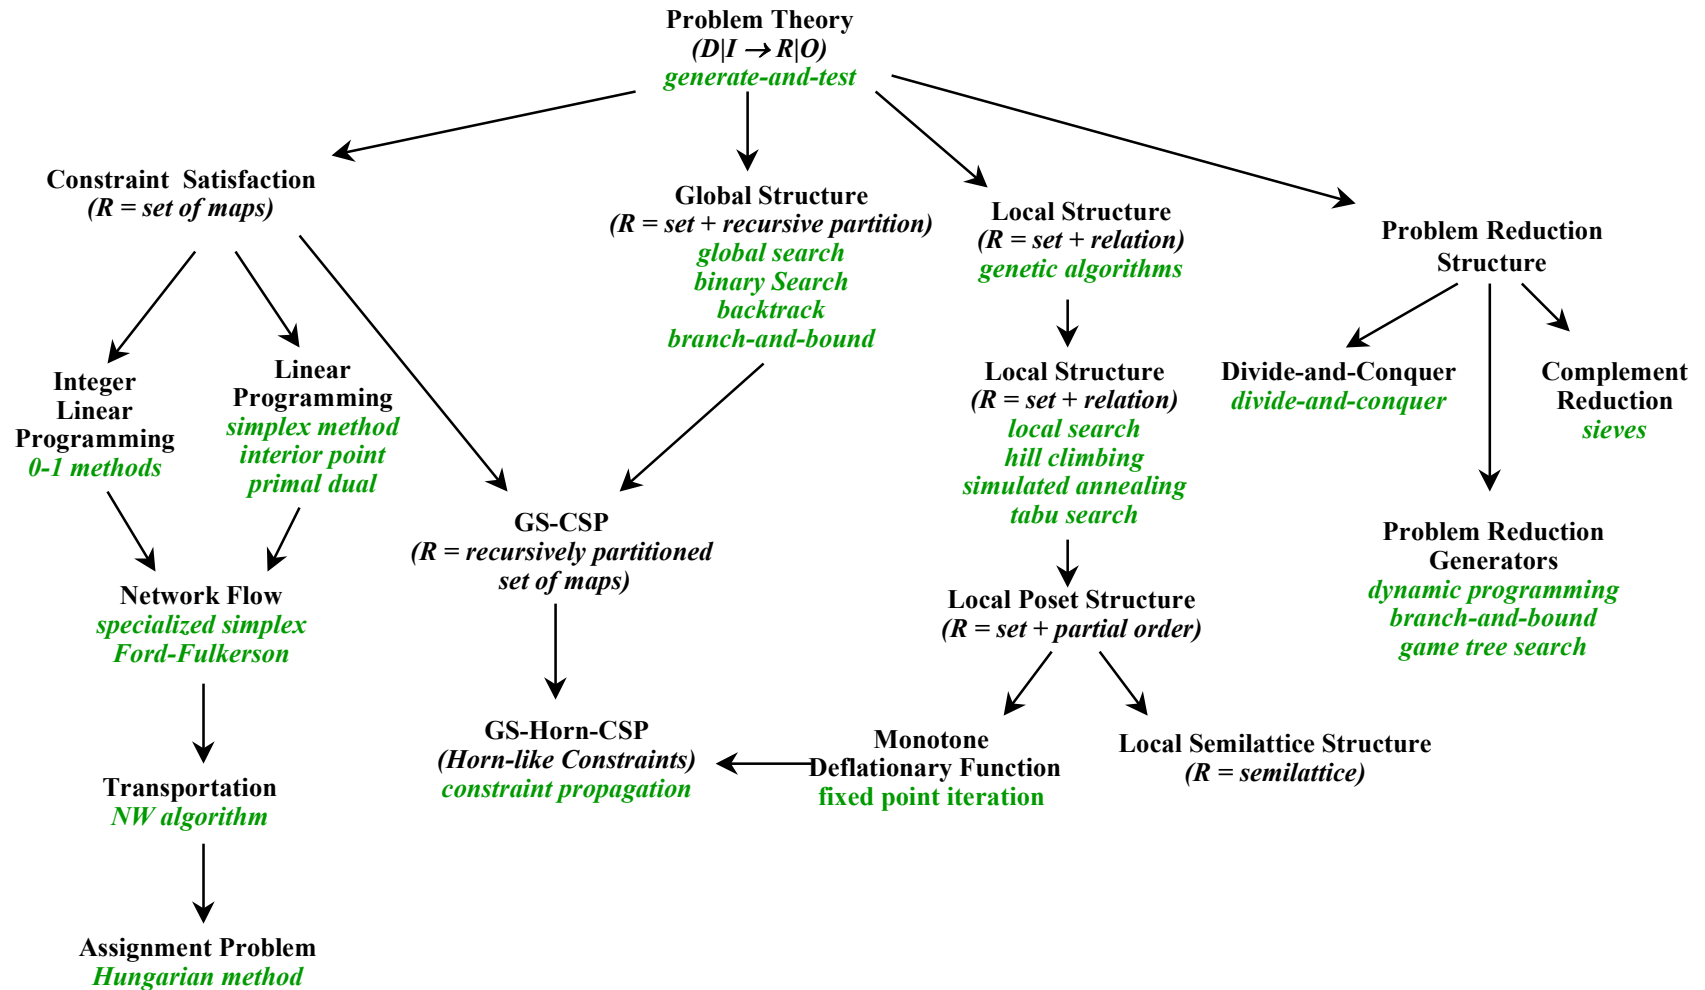 Problem Theory
(D|I → R|O)
generate-and-test
Constraint Satisfaction
(R = set of maps)
Global Structure
(R = set + recursive partition)
global search
binary Search
backtrack
branch-and-bound
Local Structure
(R = set + relation)
genetic algorithms
Problem Reduction
Structure
Integer
Linear
Programming
0-1 methods
Linear
Programming
simplex method
interior point
primal dual
Local Structure
(R = set + relation)
local search
hill climbing
simulated annealing
tabu search
Divide-and-Conquer
divide-and-conquer
Complement
Reduction
sieves
GS-CSP
(R = recursively partitioned
set of maps)
Problem Reduction
Generators
dynamic programming
branch-and-bound
game tree search
Network Flow
specialized simplex
Ford-Fulkerson
Local Poset Structure
(R = set + partial order)
GS-Horn-CSP
(Horn-like Constraints)
constraint propagation
Monotone
Deflationary Function
fixed point iteration
Local Semilattice Structure
(R = semilattice)
Transportation
NW algorithm
Assignment Problem
Hungarian method